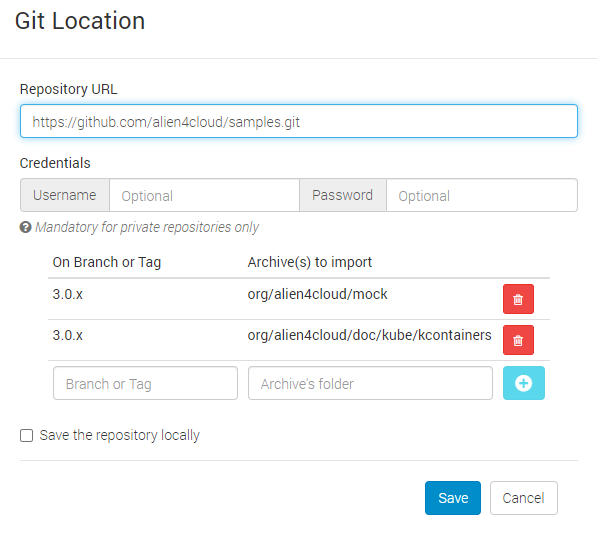 Git Location
Repository URL
https://github.com/alien4cloud/samples.git
Credentials
Username Optional Password Optional
Mandatory for private repositories only
On Branch or Tag Archive(s) to import
3.0.x org/alien4cloud/mock
3.0.x org/alien4cloud/doc/kube/kcontainers
Branch or Tag Archive's folder
Save the repository locally
Save Cancel